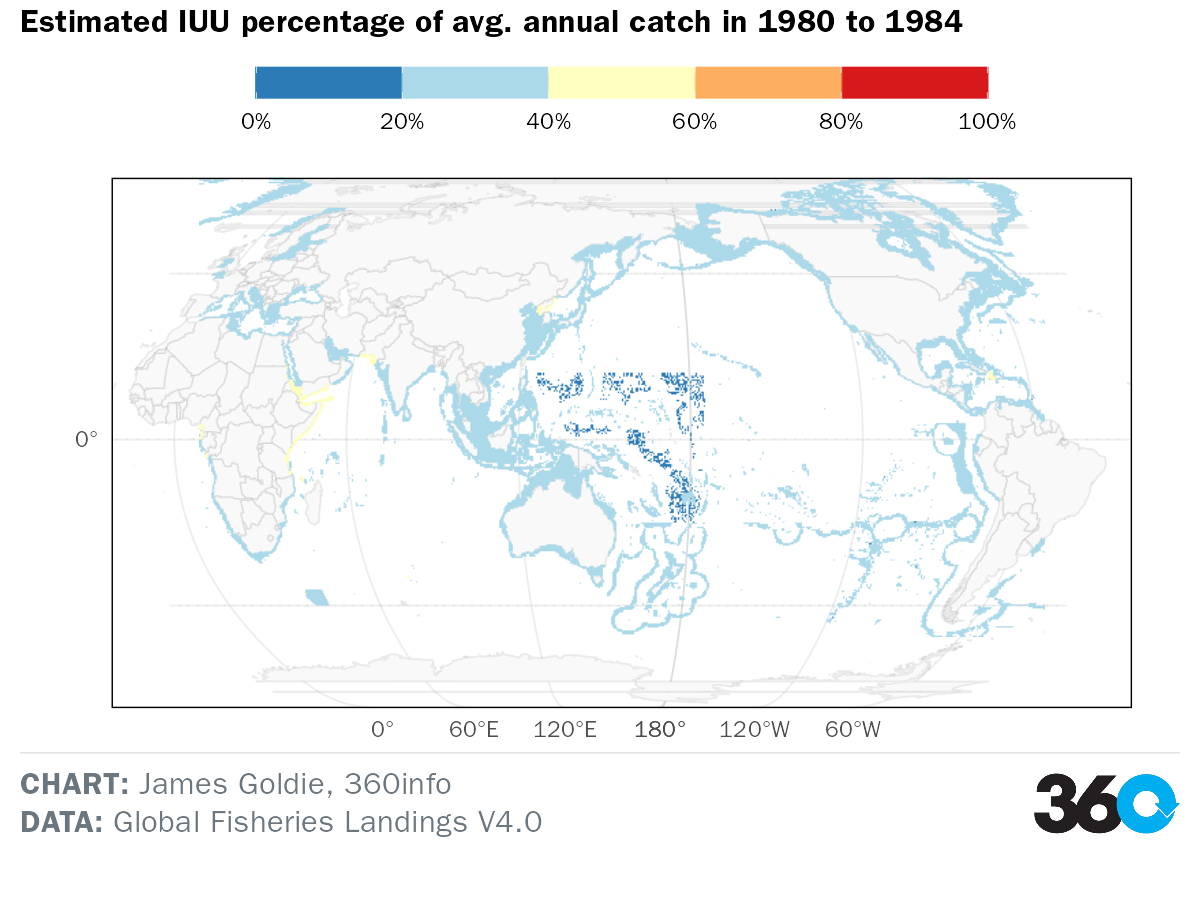 Estimated IUU percentage of avg. annual catch in 1980 to 1984
0% 20% 40% 60% 80% 100%
0°
0° 60°E 120°E 180° 120°W 60°W
CHART: James Goldie, 360info
DATA: Global Fisheries Landings V4.0
360